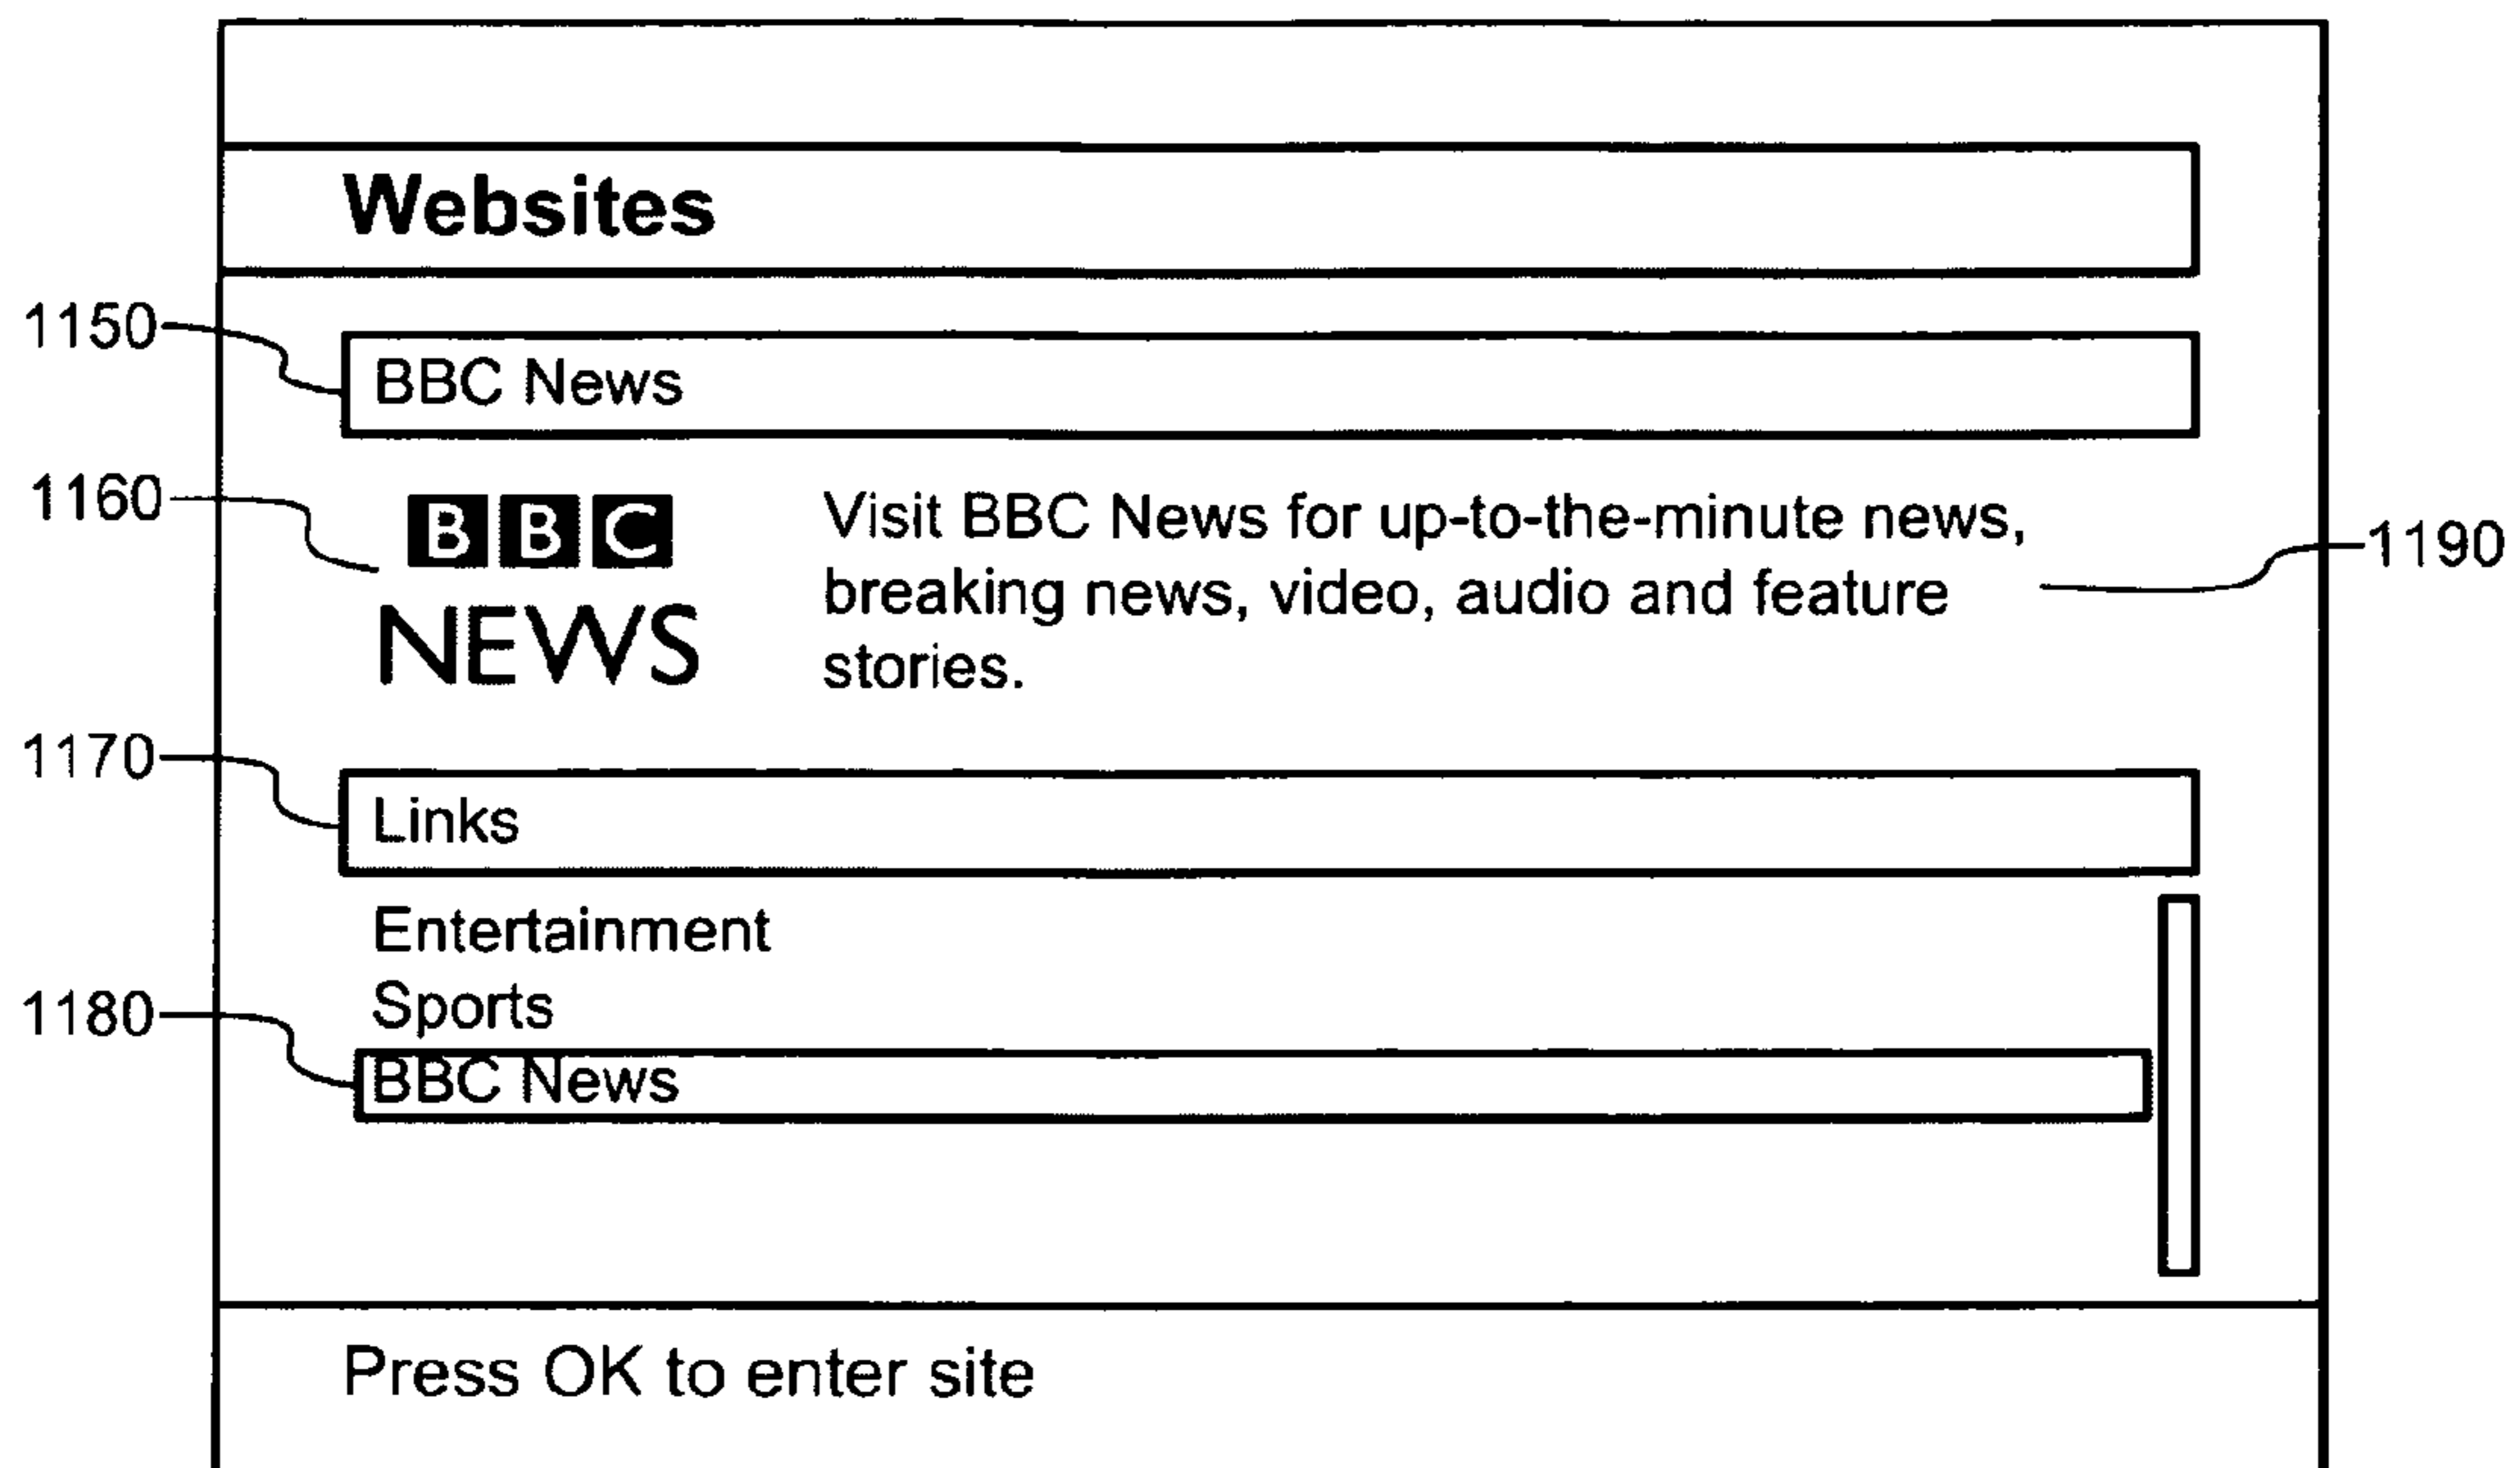 Websites
1150
BBC News
1160
BBC
NEWS
Visit BBC News for up-to-the-minute news,
breaking news, video, audio and feature
stories.
1190
1170
Links
Entertainment
Sports
1180
BBC News
Press OK to enter site